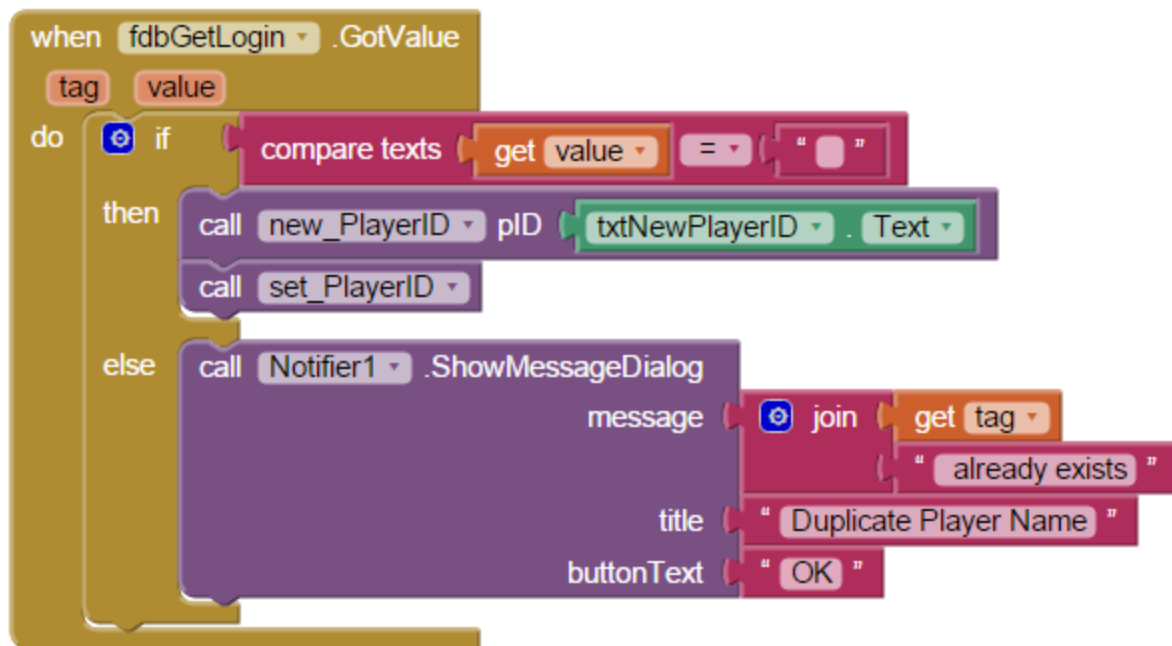 when fdbGetLogin .GotValue
tag value
do if compare texts get value = “ ”
then call new_PlayerID pID txtNewPlayerID . Text
call set_PlayerID
else call Notifier1 .ShowMessageDialog
message join get tag
“ already exists ”
title “ Duplicate Player Name ”
buttonText “ OK ”